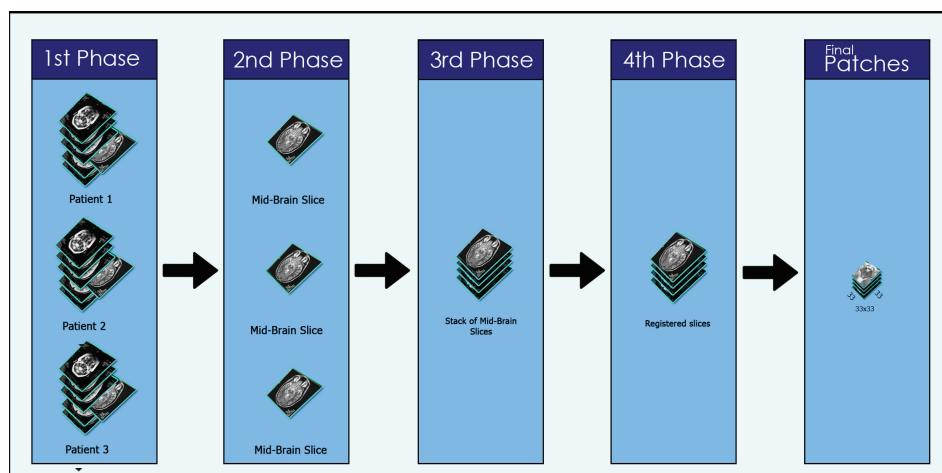 1st Phase
2nd Phase
3rd Phase
4th Phase
Final
Patches
Patient 1
Patient 2
Patient 3
Mid-Brain Slice
Mid-Brain Slice
Mid-Brain Slice
Stack of Mid-Brain
Slices
Registered slices
33
33
33x33